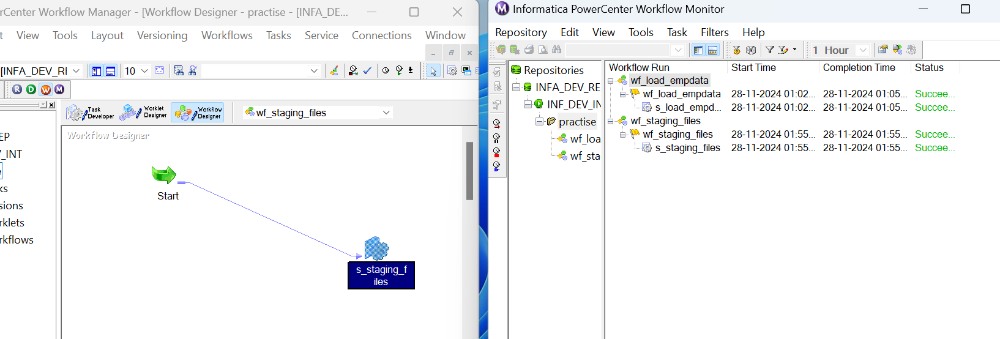 rCenter Workflow Manager - [Workflow Designer - practise - [INFA_DE...
t View Tools Layout Versioning Workflows Tasks Service Connections Window
[INFA_DEV_RI 10
R D W M
Task Developer Worklet Designer Workflow Designer wf_staging_files
Workflow Designer
EP
/_INT
e
ks
sions
rklets
rkflows
Start
s_staging_f
iles
M Informatica PowerCenter Workflow Monitor
Repository Edit View Tools Task Filters Help
1 Hour
Repositories
INFA_DEV_RE
INF_DEV_IN
practise
wf_loa
wf_sta
Workflow Run Start Time Completion Time Status
wf_load_empdata
wf_load_empdata 28-11-2024 01:02... 28-11-2024 01:05... Succee...
s_load_empd... 28-11-2024 01:02... 28-11-2024 01:05... Succee...
wf_staging_files
wf_staging_files 28-11-2024 01:55... 28-11-2024 01:55... Succee...
s_staging_files 28-11-2024 01:55... 28-11-2024 01:55... Succee...